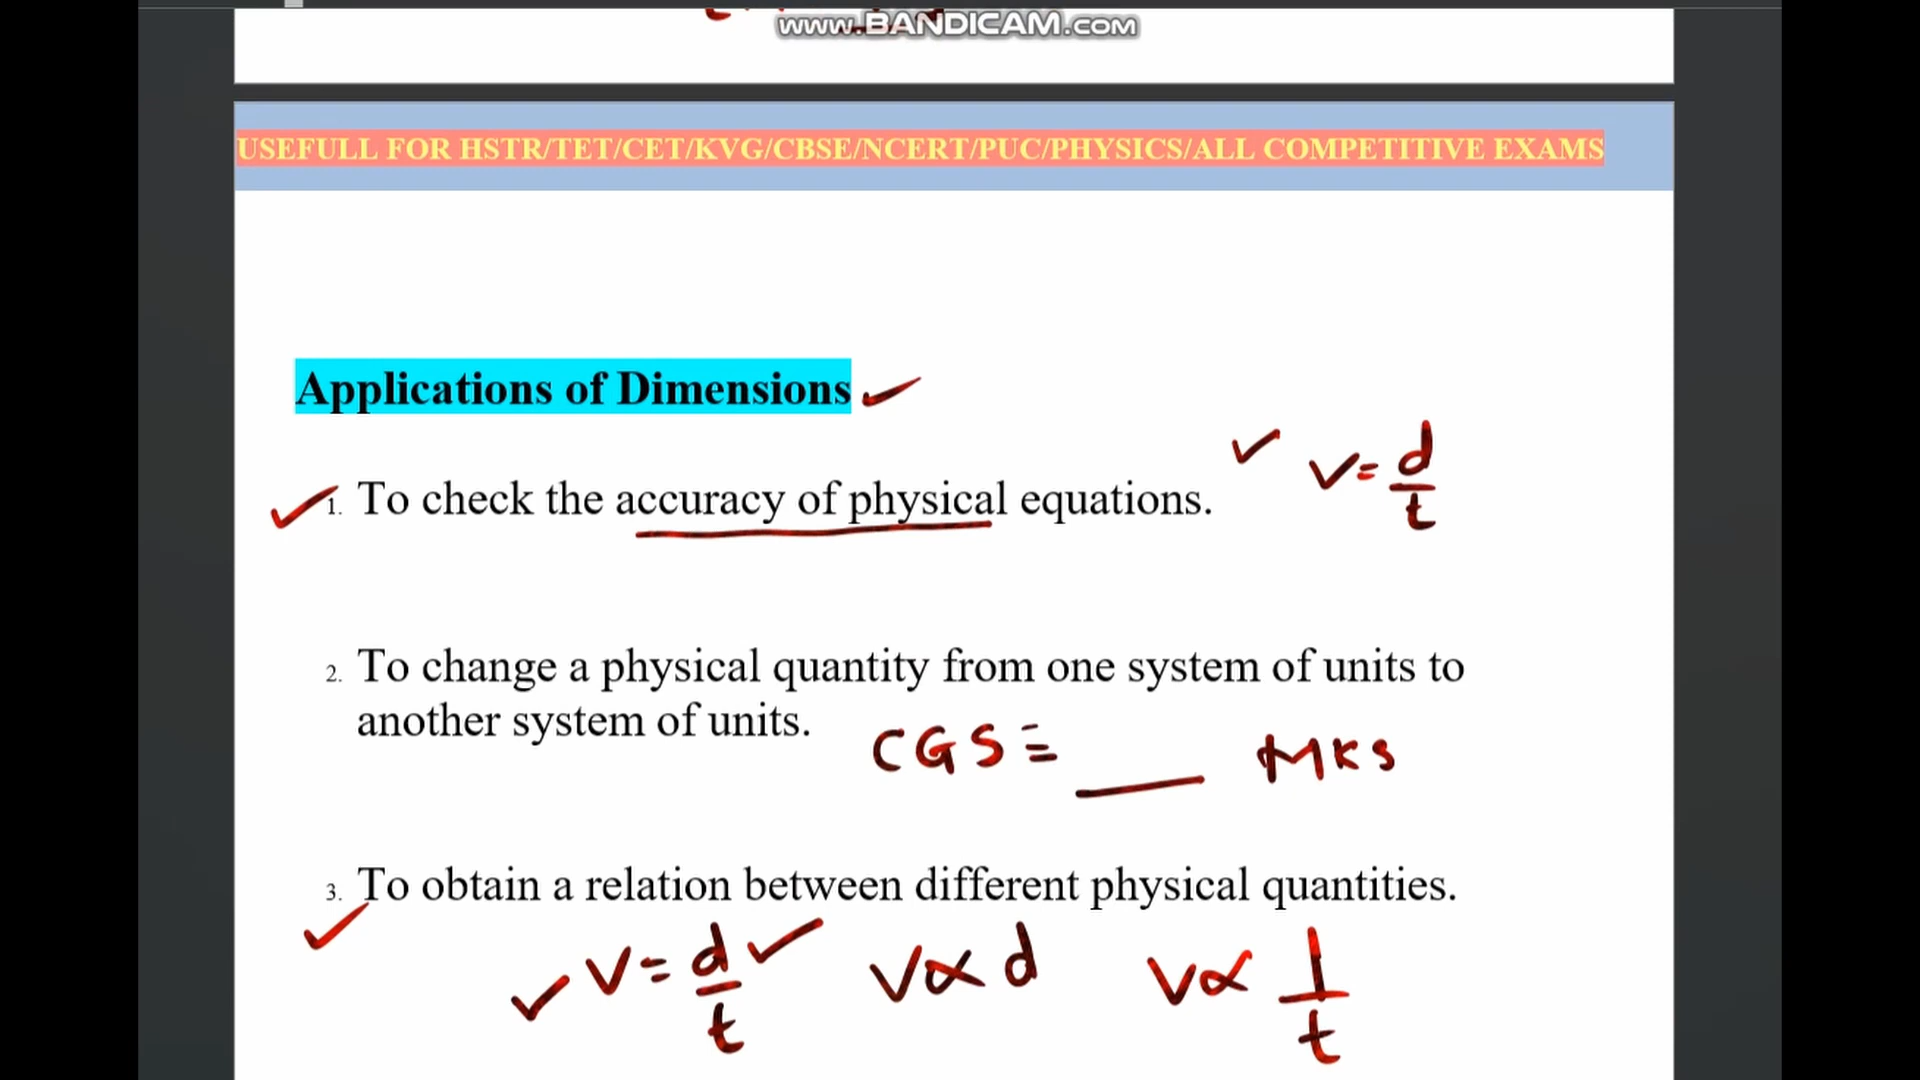 www.BANDICAM.com
USEFULL FOR HSTR/TET/CET/KVG/CBSE/NCERT/PUC/PHYSICS/ALL COMPETITIVE EXAMS
Applications of Dimensions
1. To check the accuracy of physical equations.
v = d/t
2. To change a physical quantity from one system of units to
another system of units.
CGS = ___ MKS
3. To obtain a relation between different physical quantities.
v = d/t v ∝ d v ∝ 1/t